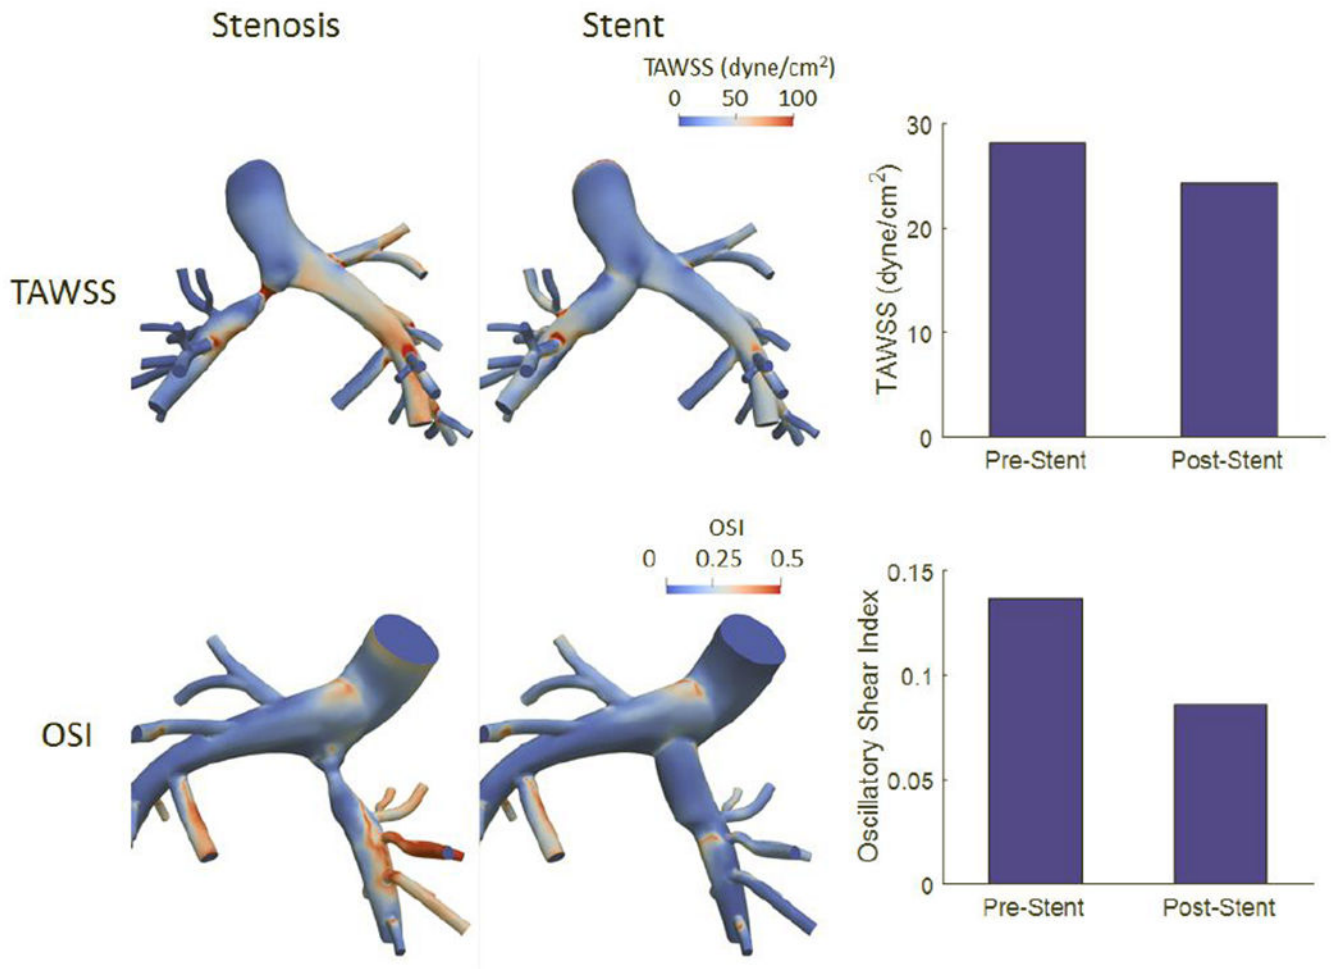 Stenosis
Stent
TAWSS (dyne/cm²)
0 50 100
TAWSS
TAWSS (dyne/cm²)
30
20
10
0
Pre-Stent
Post-Stent
OSI
0 0.25 0.5
OSI
Oscillatory Shear Index
0.15
0.1
0.05
0
Pre-Stent
Post-Stent